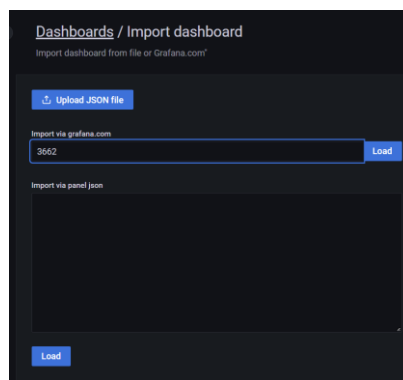 Dashboards / Import dashboard
Import dashboard from file or Grafana.com"
Upload JSON file
Import via grafana.com
3662 Load
Import via panel json
Load